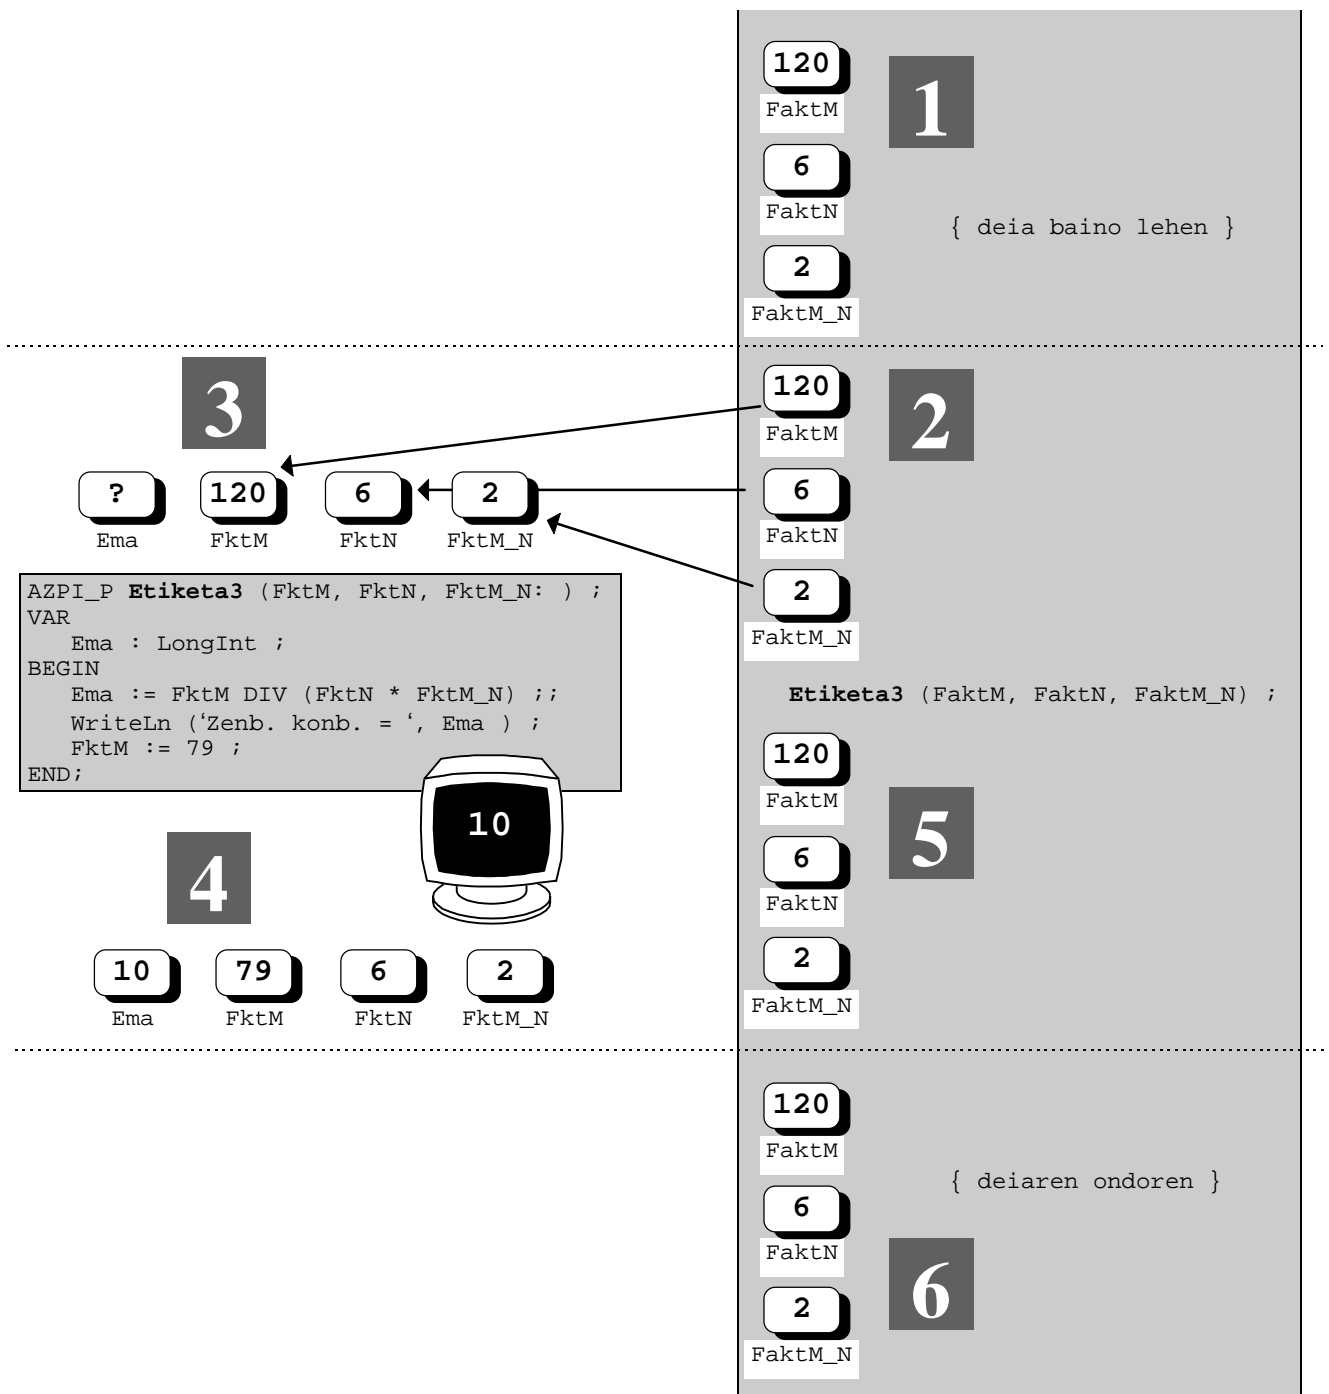 120
FaktM
1
6
FaktN
{ deia baino lehen }
2
FaktM_N
3
? 120 6 2
Ema FktM FktN FktM_N
AZPI_P Etiketa3 (FktM, FktN, FktM_N: ) ;
VAR
Ema : LongInt ;
BEGIN
Ema := FktM DIV (FktN * FktM_N) ;;
WriteLn (‘Zenb. konb. = ‘, Ema ) ;
FktM := 79 ;
END;
10
4
10 79 6 2
Ema FktM FktN FktM_N
120
FaktM
2
6
FaktN
2
FaktM_N
Etiketa3 (FaktM, FaktN, FaktM_N) ;
120
FaktM
5
6
FaktN
2
FaktM_N
120
FaktM
{ deiaren ondoren }
6
FaktN
6
2
FaktM_N